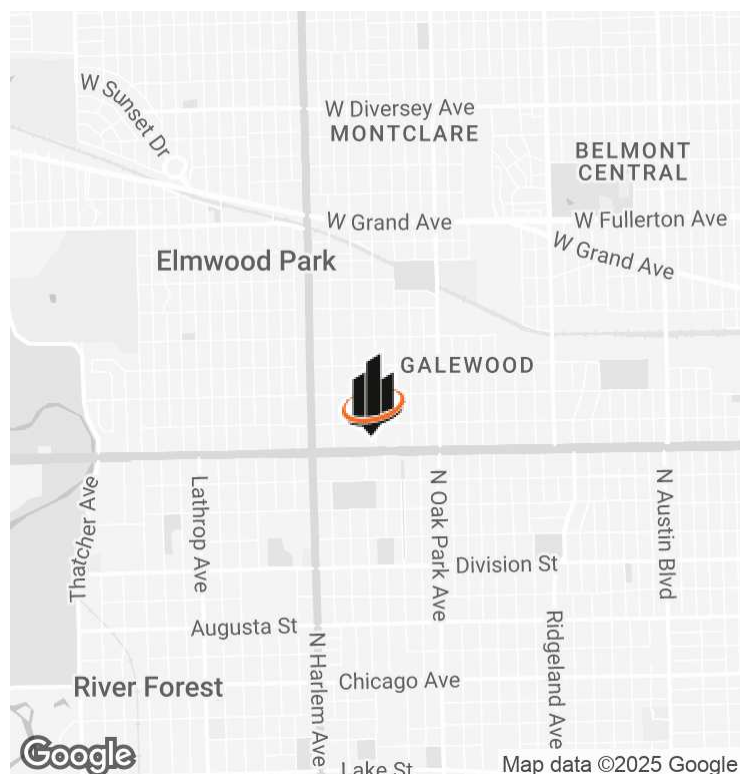 W Sunset Dr
W Diversey Ave
MONTCLARE
BELMONT
CENTRAL
W Grand Ave
W Fullerton Ave
W Grand Ave
Elmwood Park
GALEWOOD
Thatcher Ave
Lathrop Ave
N Oak Park Ave
N Austin Blvd
Division St
Augusta St
Ridgeland Ave
N Harlem Ave
River Forest
Chicago Ave
Lake St
Google
Map data ©2025 Google